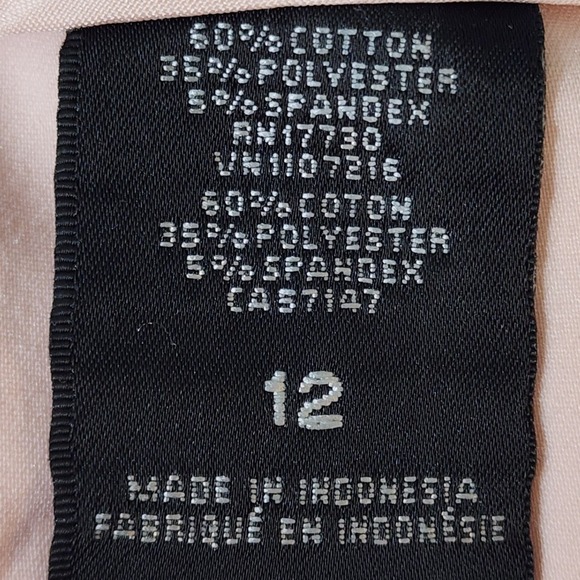 60% COTTON
35% POLYESTER
5% SPANDEX
RN17730
VN1107216
60% COTON
35% POLYESTER
5% SPANDEX
CA57147
12
MADE IN INDONESIA
FABRIQUÉ EN INDONÉSIE